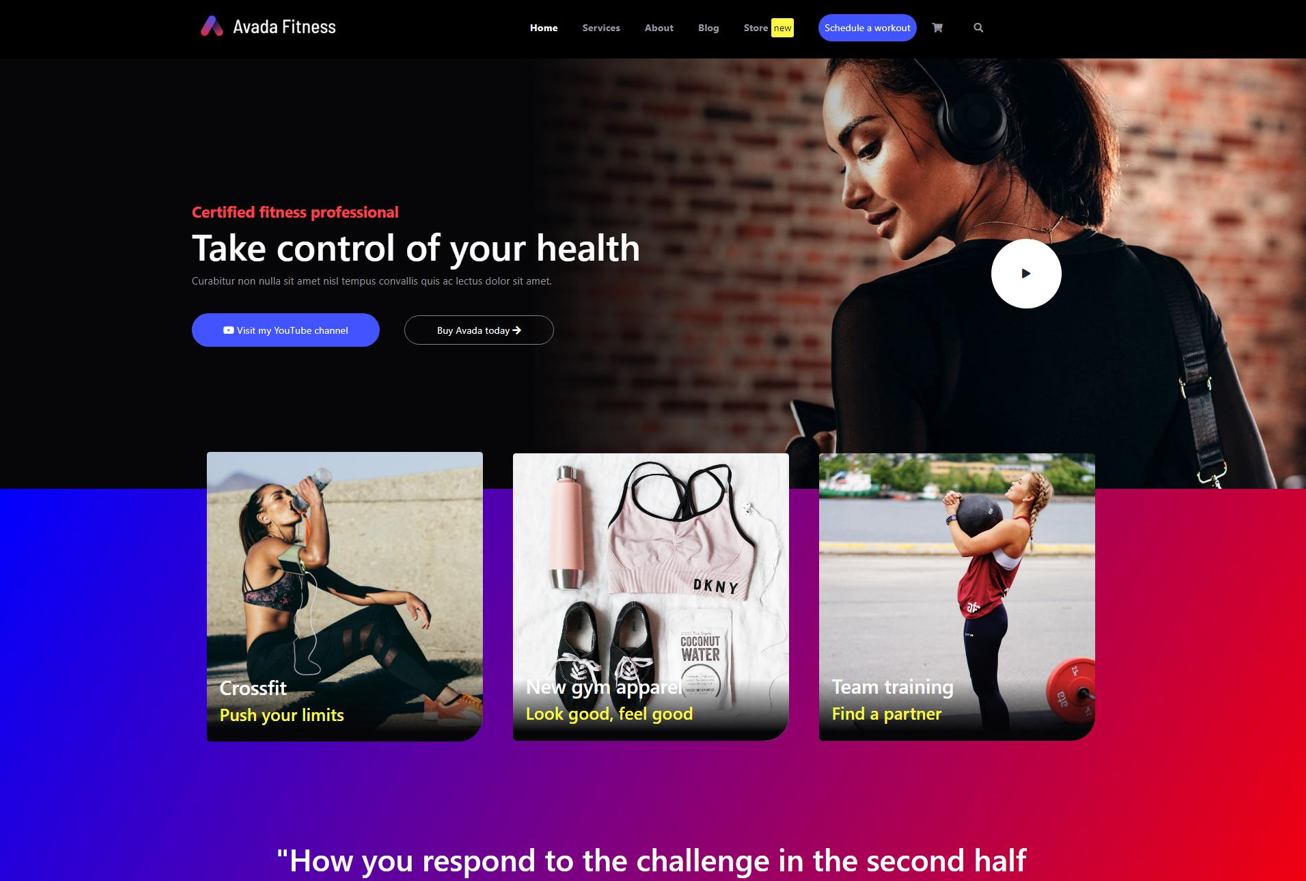 Avada Fitness
Home Services About Blog Store new Schedule a workout
Certified fitness professional
Take control of your health
Curabitur non nulla sit amet nisl tempus convallis quis ac lectus dolor sit amet.
Visit my YouTube channel
Buy Avada today
DKNY
COCONUT
WATER
Crossfit
Push your limits
New gym apparel
Look good, feel good
Team training
Find a partner
"How you respond to the challenge in the second half